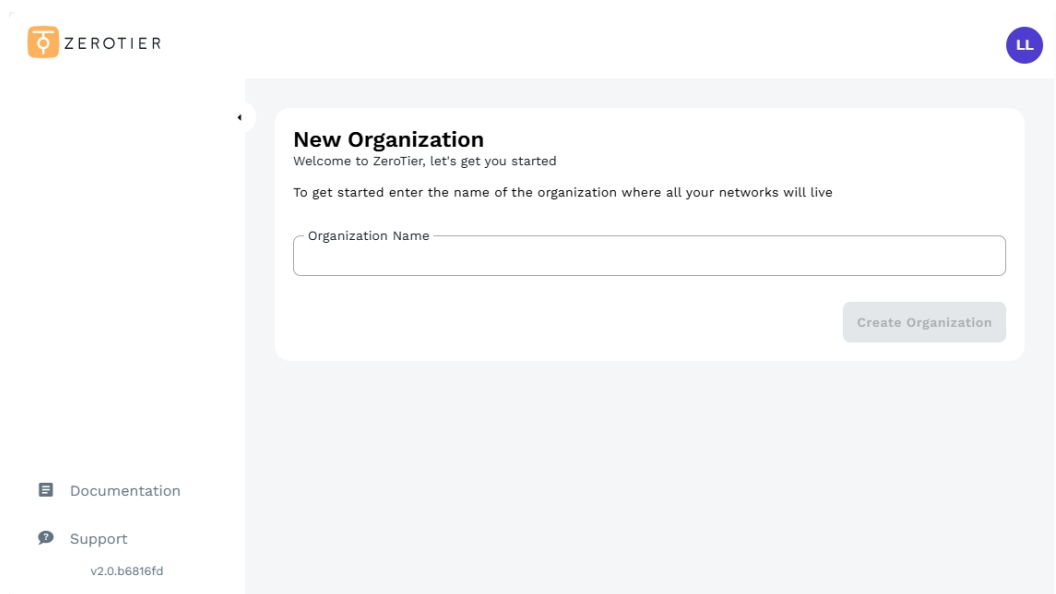 ZEROTIER
LL
New Organization
Welcome to ZeroTier, let's get you started
To get started enter the name of the organization where all your networks will live
Organization Name
Create Organization
Documentation
Support
v2.0.b6816fd